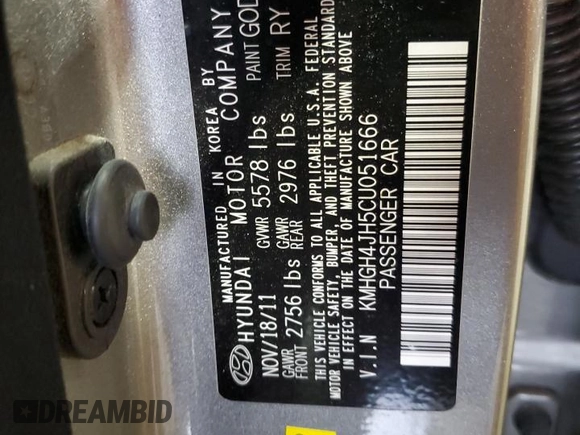 MANUFACTURED IN KOREA BY
HYUNDAI MOTOR COMPANY
NOV/18/11 GVWR 5578 lbs PAINT GOD
GAWR FRONT 2756 lbs GAWR REAR 2976 lbs TRIM RY
THIS VEHICLE CONFORMS TO ALL APPLICABLE U.S.A. FEDERAL
MOTOR VEHICLE SAFETY, BUMPER, AND THEFT PREVENTION STANDARD
IN EFFECT ON THE DATE OF MANUFACTURE SHOWN ABOVE
V.I.N KMHGH4JH5CU051666
PASSENGER CAR
DREAMBID